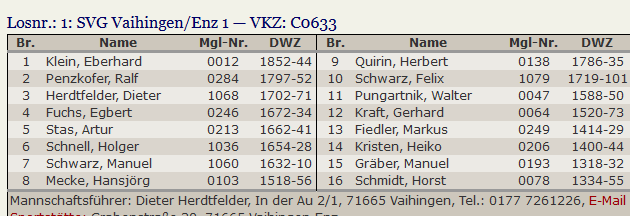 Losnr.: 1: SVG Vaihingen/Enz 1 — VKZ: C0633
Br. Name Mgl-Nr. DWZ Br. Name Mgl-Nr. DWZ
1 Klein, Eberhard 0012 1852-44 9 Quirin, Herbert 0138 1786-35
2 Penzkofer, Ralf 0284 1797-52 10 Schwarz, Felix 1079 1719-101
3 Herdtfelder, Dieter 1068 1702-71 11 Pungartnik, Walter 0047 1588-50
4 Fuchs, Egbert 0246 1672-34 12 Kraft, Gerhard 0064 1520-73
5 Stas, Artur 0213 1662-41 13 Fiedler, Markus 0249 1414-29
6 Schnell, Holger 1036 1654-28 14 Kristen, Heiko 0206 1400-44
7 Schwarz, Manuel 1060 1632-10 15 Gräber, Manuel 0193 1318-32
8 Mecke, Hansjörg 0103 1518-56 16 Schmidt, Horst 0078 1334-55
Mannschaftsführer: Dieter Herdtfelder, In der Au 2/1, 71665 Vaihingen, Tel.: 0177 7261226, E-Mail